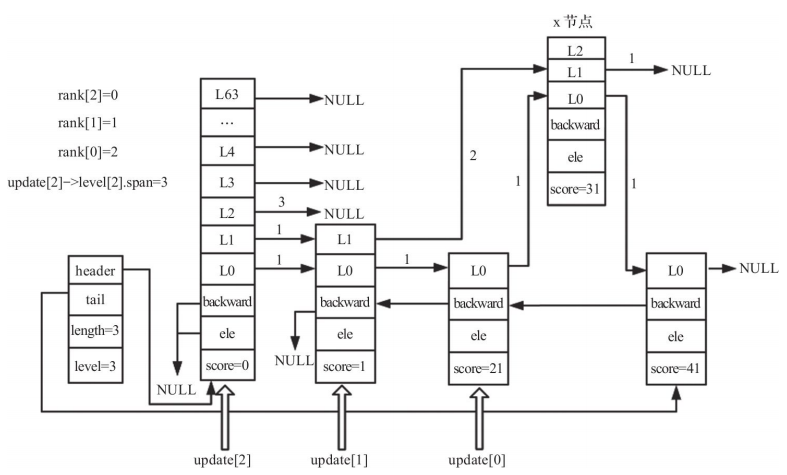 x 节点
L2
L1
1
NULL
L0
backward
ele
score=31
rank[2]=0
rank[1]=1
rank[0]=2
update[2]->level[2].span=3
L63
NULL
...
L4
NULL
L3
NULL
L2
3
NULL
L1
1
L0
1
backward
ele
score=0
NULL
L1
2
L0
1
backward
ele
score=1
NULL
L0
1
backward
ele
score=21
1
L0
NULL
backward
ele
score=41
header
tail
length=3
level=3
update[2]
update[1]
update[0]